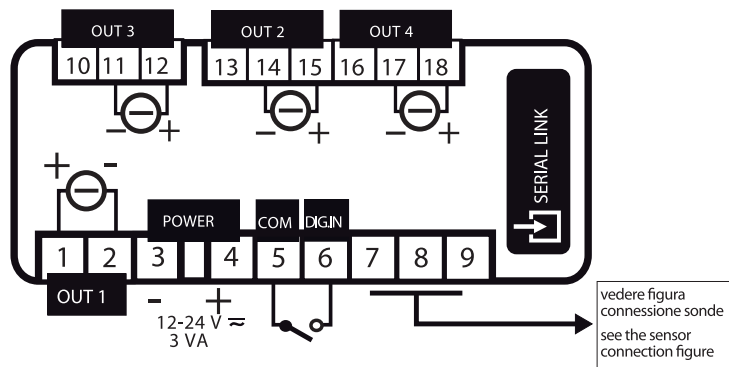 OUT 3 OUT 2 OUT 4
10 11 12 13 14 15 16 17 18
- + - + - +
SERIAL LINK
+ -
POWER COM DIG.IN
1 2 3 4 5 6 7 8 9
OUT 1
- +
12-24 V ≂
3 VA
vedere figura
connessione sonde
see the sensor
connection figure